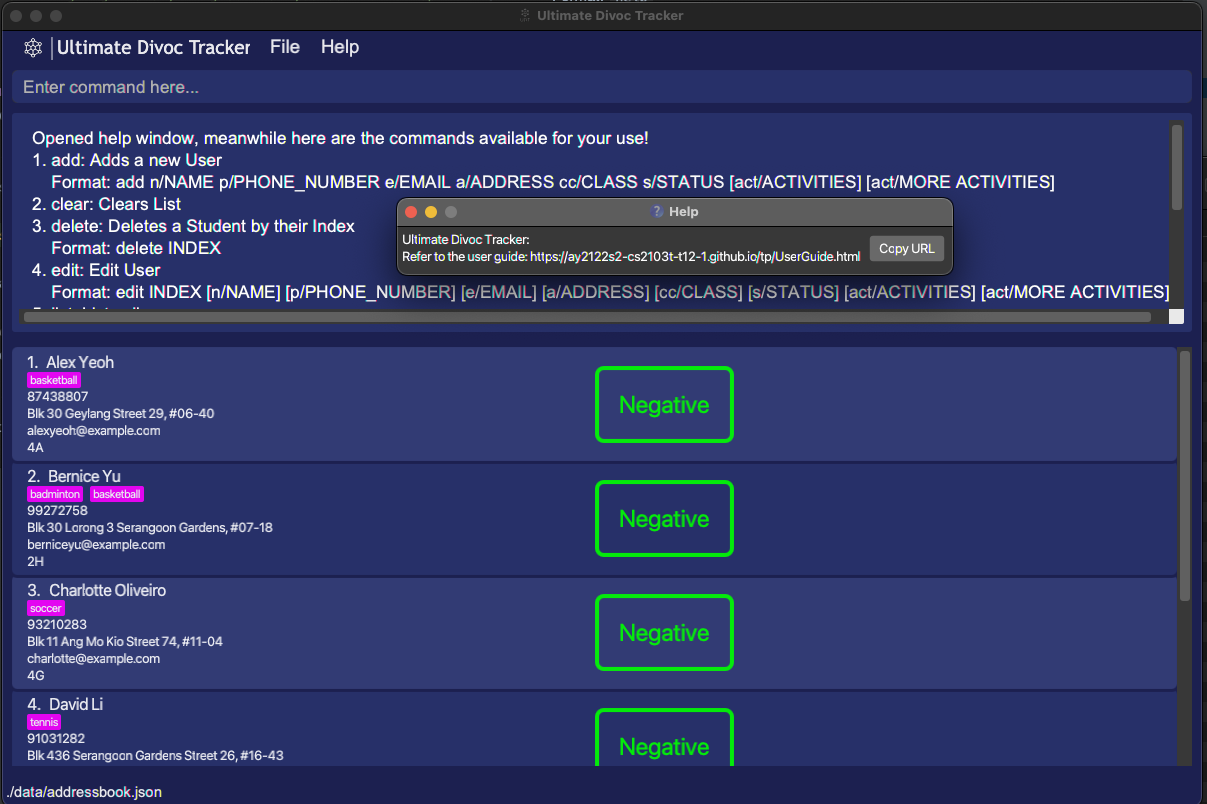 Ultimate Divoc Tracker
Ultimate Divoc Tracker File Help
Enter command here...
Opened help window, meanwhile here are the commands available for your use!
1. add: Adds a new User
Format: add n/NAME p/PHONE_NUMBER e/EMAIL a/ADDRESS cc/CLASS s/STATUS [act/ACTIVITIES] [act/MORE ACTIVITIES]
2. clear: Clears List
3. delete: Deletes a Student by their Index
Format: delete INDEX
4. edit: Edit User
Format: edit INDEX [n/NAME] [p/PHONE_NUMBER] [e/EMAIL] [a/ADDRESS] [cc/CLASS] [s/STATUS] [act/ACTIVITIES] [act/MORE ACTIVITIES]
Help
Ultimate Divoc Tracker:
Refer to the user guide: https://ay2122s2-cs2103t-t12-1.github.io/tp/UserGuide.html
Copy URL
1. Alex Yeoh
basketball
87438807
Blk 30 Geylang Street 29, #06-40
alexyeoh@example.com
4A
Negative
2. Bernice Yu
badminton basketball
99272758
Blk 30 Lorong 3 Serangoon Gardens, #07-18
berniceyu@example.com
2H
Negative
3. Charlotte Oliveiro
soccer
93210283
Blk 11 Ang Mo Kio Street 74, #11-04
charlotte@example.com
4G
Negative
4. David Li
tennis
91031282
Blk 436 Serangoon Gardens Street 26, #16-43
Negative
./data/addressbook.json